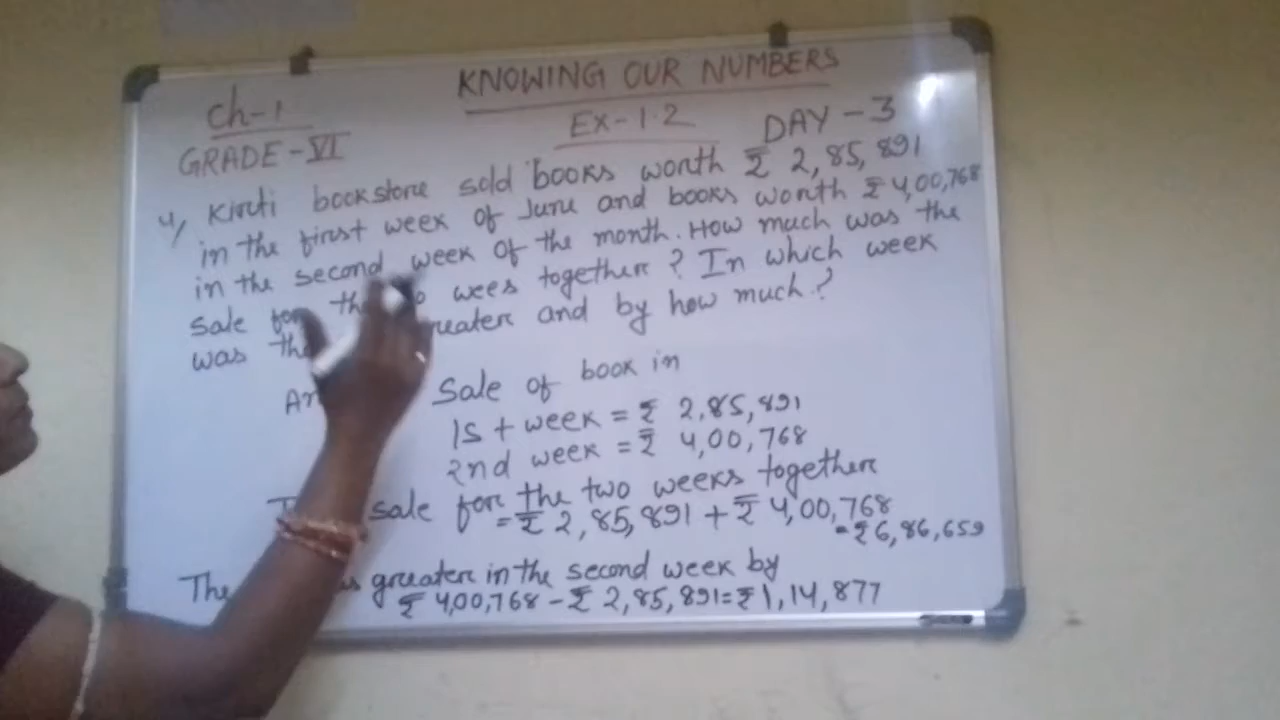 Ch-1
KNOWING OUR NUMBERS
GRADE-VI
EX-1.2
DAY-3
4, Kirti bookstore sold books worth ₹ 2,85,891
in the first week of June and books worth ₹ 4,00,768
in the second week of the month. How much was the
sale for wees together? In which week
was and by how much?
Sale of book in
1st week = ₹ 2,85,891
2nd week = ₹ 4,00,768
sale for the two weeks together
= ₹ 2,85,891 + ₹ 4,00,768
= ₹6,86,659
The greater in the second week by
₹ 4,00,768 - ₹ 2,85,891=₹1,14,877